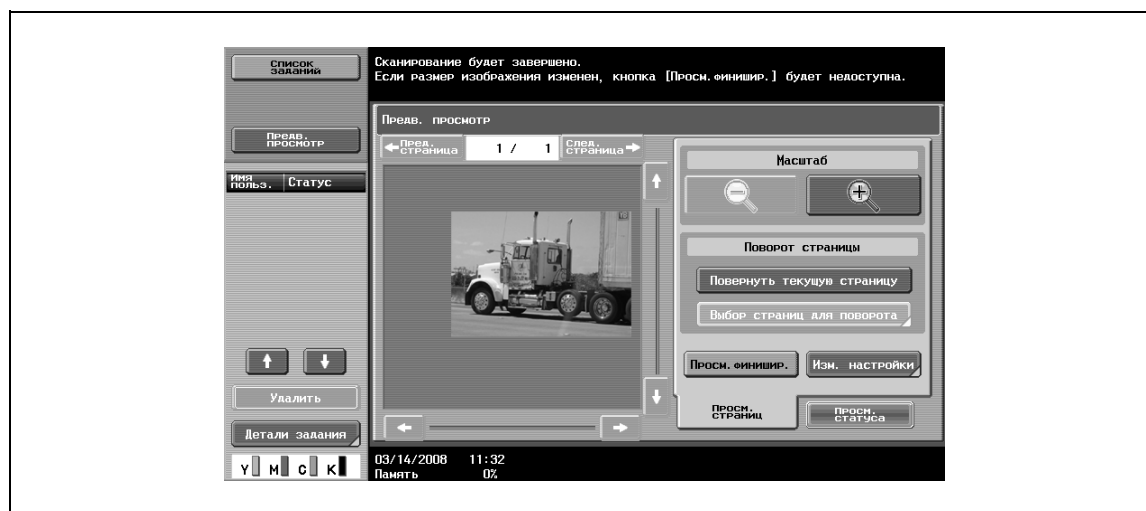 Список
заданий
Сканирование будет завершено.
Если размер изображения изменен, кнопка [Просм.финишир.] будет недоступна.
Предв.
просмотр
Предв. просмотр
Пред.
страница
1 / 1
След.
страница
Имя
польз.
Статус
Масштаб
Поворот страницы
Повернуть текущую страницу
Выбор страниц для поворота
Просм.финишир.
Изм. настройки
Удалить
Просм.
страниц
Просм.
статуса
Детали задания
Y M C K
03/14/2008 11:32
Память 0%